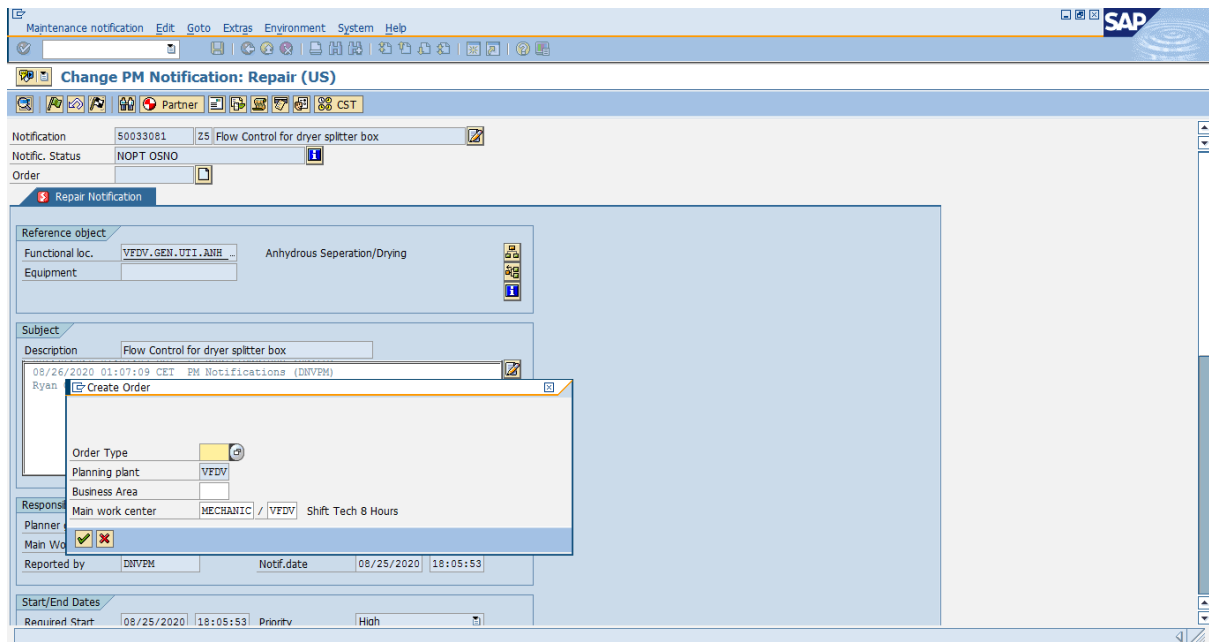 Maintenance notification Edit Goto Extras Environment System Help
SAP
Change PM Notification: Repair (US)
Partner CST
Notification 50033081 Z5 Flow Control for dryer splitter box
Notific. Status NOPT OSNO
Order
Repair Notification
Reference object
Functional loc. VFDV.GEN.UTI.ANH … Anhydrous Seperation/Drying
Equipment
Subject
Description Flow Control for dryer splitter box
08/26/2020 01:07:09 CET PM Notifications (DNVPM)
Ryan
Create Order
Order Type
Planning plant VFDV
Business Area
Main work center MECHANIC / VFDV Shift Tech 8 Hours
Responsi
Planner
Main Wo
Reported by DNVPM Notif.date 08/25/2020 18:05:53
Start/End Dates
Required Start 08/25/2020 18:05:53 Priority High